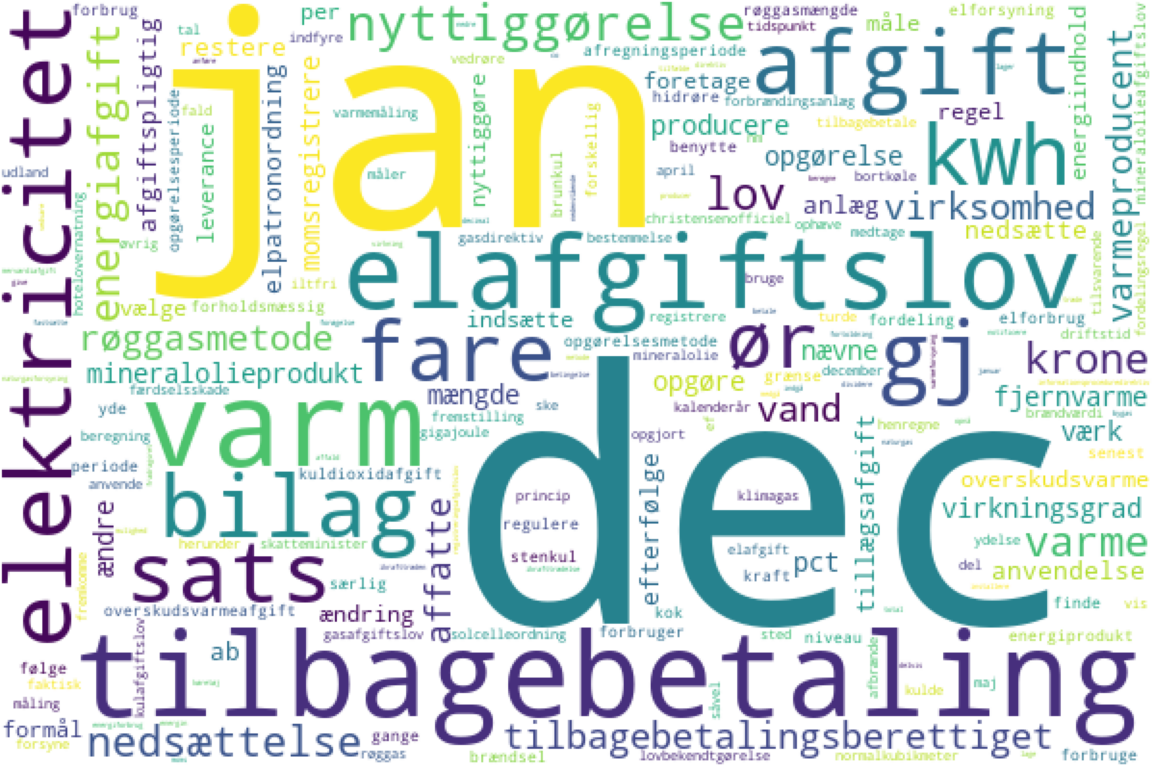 forbrug
nyttiggørelse
røggasmængde
elforsyning
tal
per
indfyre
restere
vedrøre
afregningsperiode
tidspunkt
måle
afgift
jan
elektricitet
energiafgift
afgiftspligtig
opgørelsesperiode
fald
leverance
elpatronordning
momsregistrere
varmemåling
måler
nyttiggøre
brunkul
forskellig
foretage
hidrøre
forbrændingsanlæg
producere
tilbagebetale
regel
benytte
april
opgørelse
bortkøle
kwh
energiindhold
varmeproducent
mineralolieafgiftslov
udland
hotelovernatning
øvrig
iltfri
decimal
christensenofficiel
lov
anlæg
virksomhed
ophæve
medtage
nedsætte
gasdirektiv
bestemmelse
vælge
forholdsmæssig
elafgiftslov
bruge
tilsvarende
fordelingsregel
røggasmetode
indsætte
registrere
turde
fordeling
elforbrug
driftstid
fare
opgørelsesmetode
mineralolie
ør
nævne
december
gj
krone
mineralolieprodukt
færdselsskade
mængde
opgøre
grænse
fjernvarme
yde
varm
fremstilling
ske
kalenderår
vand
brændværdi
beregning
gigajoule
opgjort
henregne
værk
senest
periode
anvende
affald
kuldioxidafgift
tillægsafgift
overskudsvarme
bilag
dec
princip
klimagas
virkningsgrad
ændre
affatte
regulere
efterfølge
herunder
skatteminister
stenkul
elafgift
pct
ydelse
varme
sats
særlig
kraft
del
anvendelse
fremkomme
overskudsvarmeafgift
ændring
kok
finde
vis
kulafgiftslov
gasafgiftslov
solcelleordning
forbruger
sted
niveau
energiprodukt
ab
tilbagebetaling
følge
faktisk
afbrænde
kulde
maj
måling
såvel
formål
forsyne
nedsættelse
gange
røggas
tilbagebetalingsberettiget
brændsel
lovbekendtgørelse
normalkubikmeter
forbruge